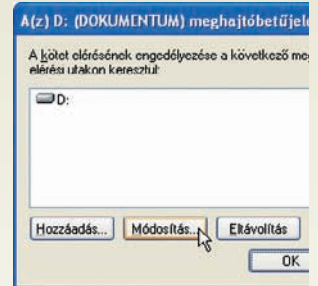 A(z) D: (DOKUMENTUM) meghajtóbetűjel
A kötet elérésének engedélyezése a következő
elérési utakon keresztül:
D:
Hozzáadás... Módosítás... Eltávolítás
OK